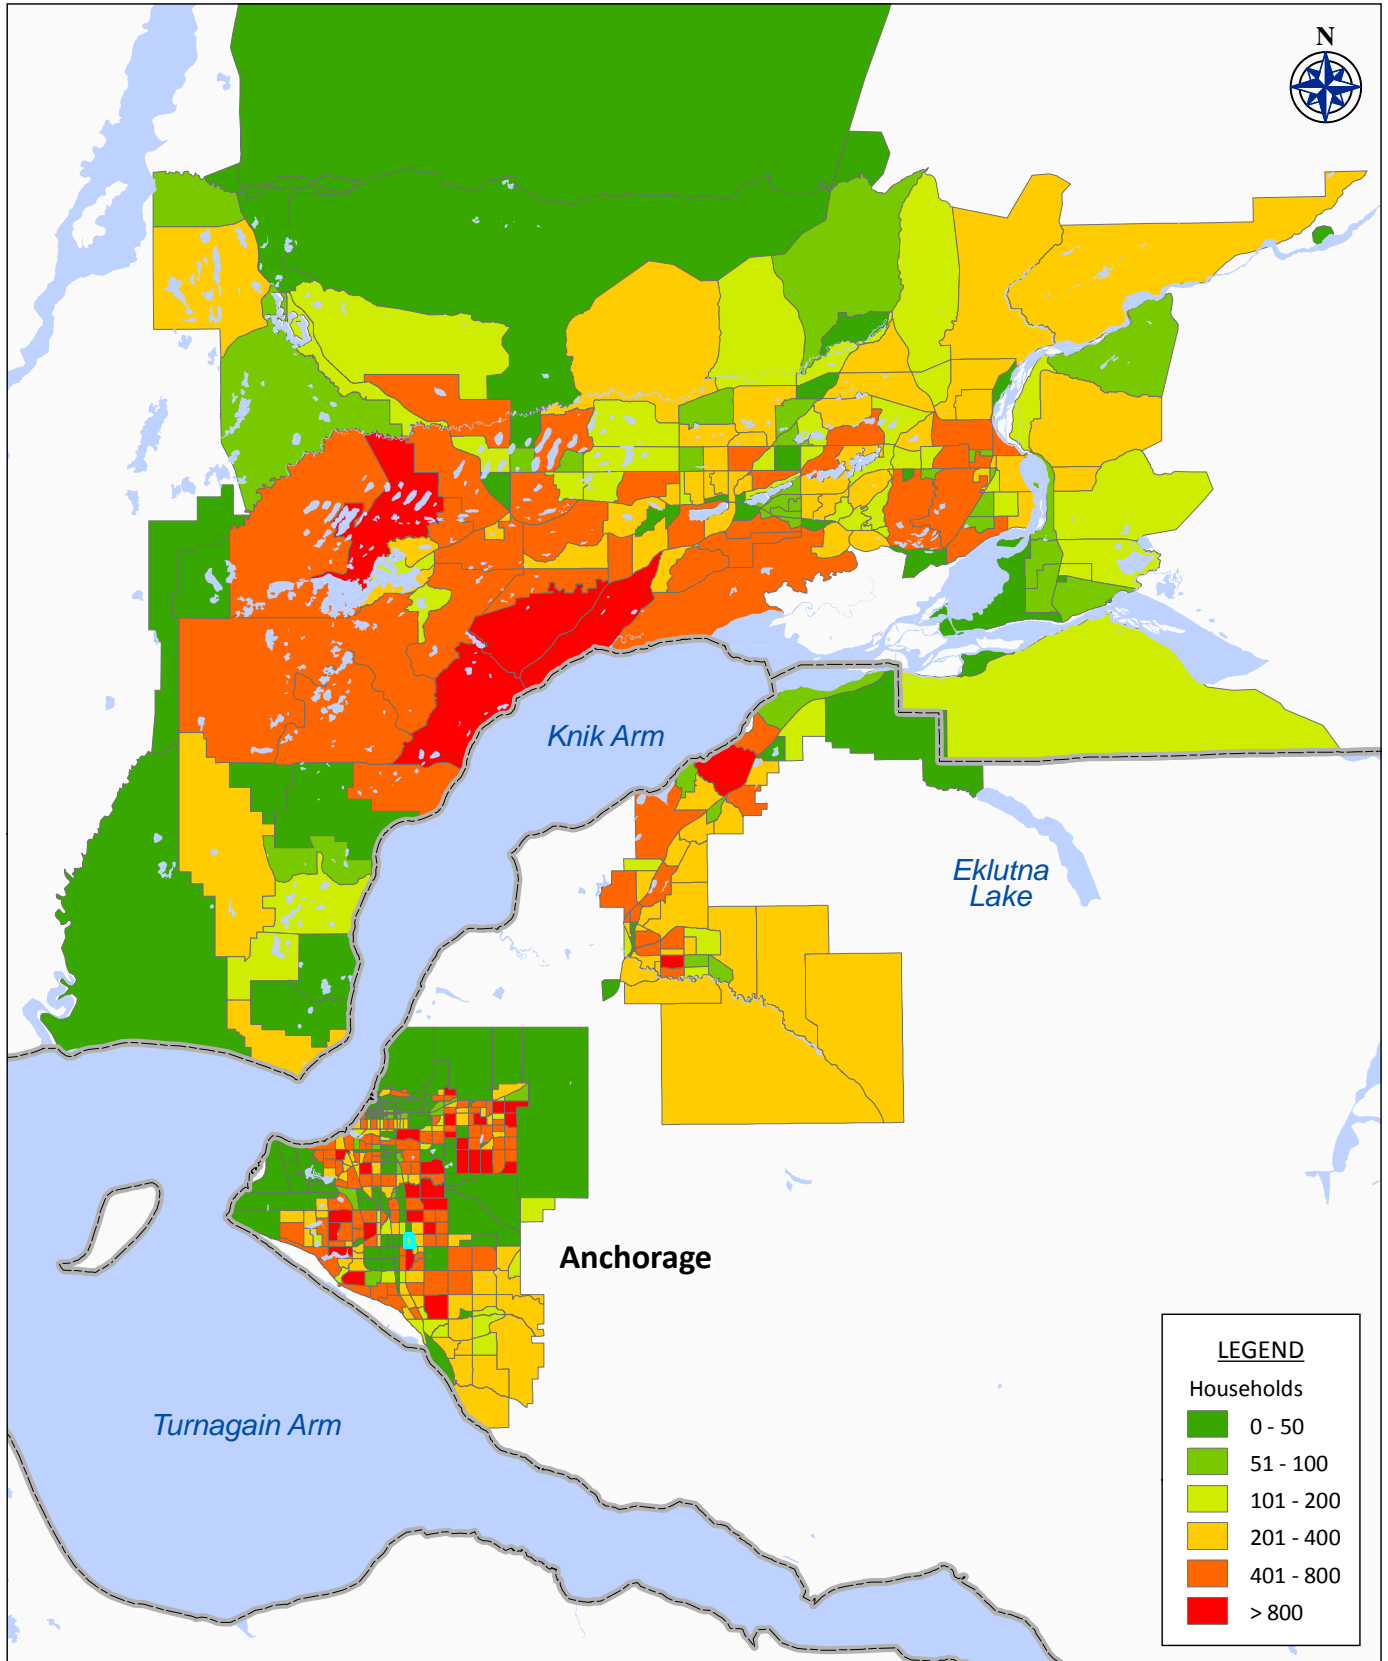 N
Knik Arm
Eklutna
Lake
Anchorage
Turnagain Arm
LEGEND
Households
0 - 50
51 - 100
101 - 200
201 - 400
401 - 800
> 800